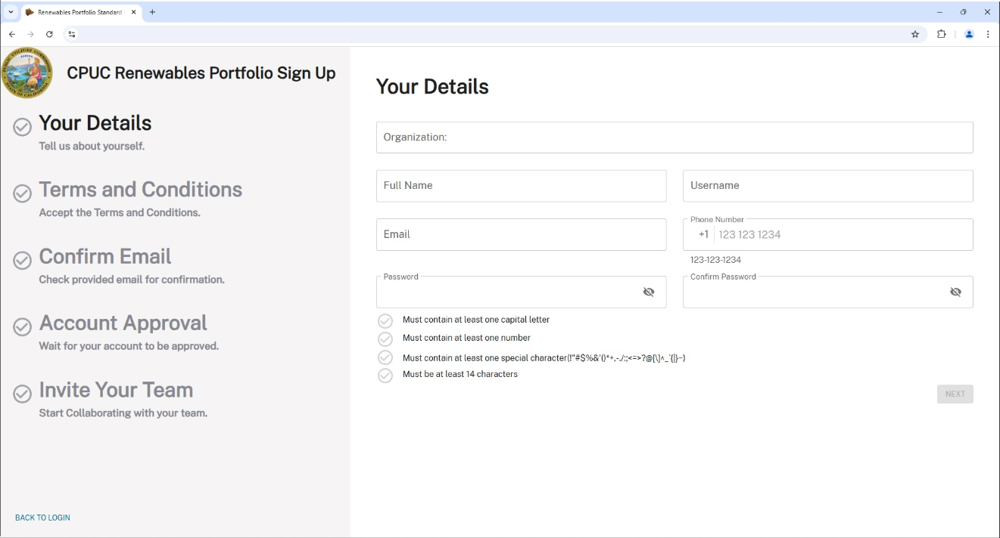 Renewables Portfolio Standard
CPUC Renewables Portfolio Sign Up
Your Details
Tell us about yourself.
Terms and Conditions
Accept the Terms and Conditions.
Confirm Email
Check provided email for confirmation.
Account Approval
Wait for your account to be approved.
Invite Your Team
Start Collaborating with your team.
BACK TO LOGIN
Your Details
Organization:
Full Name
Username
Email
Phone Number
+1 123 123 1234
123-123-1234
Password
Confirm Password
Must contain at least one capital letter
Must contain at least one number
Must contain at least one special character(!"#$%&'()*+,-./:;<=>?@[\]^_`{|}~)
Must be at least 14 characters
NEXT